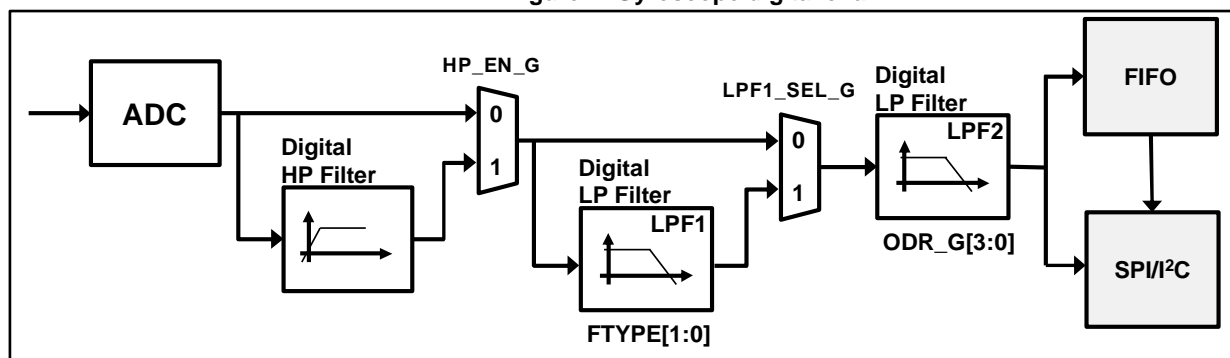 ADC
HP_EN_G
0
1
Digital
HP Filter
LPF1_SEL_G
0
1
Digital
LP Filter
LPF1
FTYPE[1:0]
Digital
LP Filter
LPF2
ODR_G[3:0]
FIFO
SPI/I²C